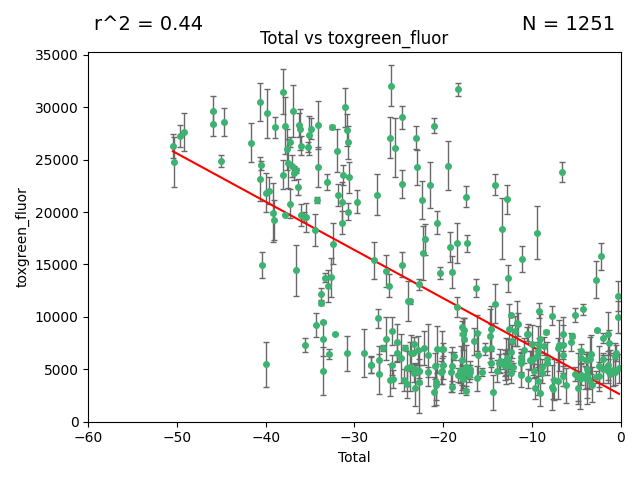 r^2 = 0.44 N = 1251
Total vs toxgreen_fluor
35000
30000
25000
20000
15000
10000
5000
0
toxgreen_fluor
−60 −50 −40 −30 −20 −10 0
Total